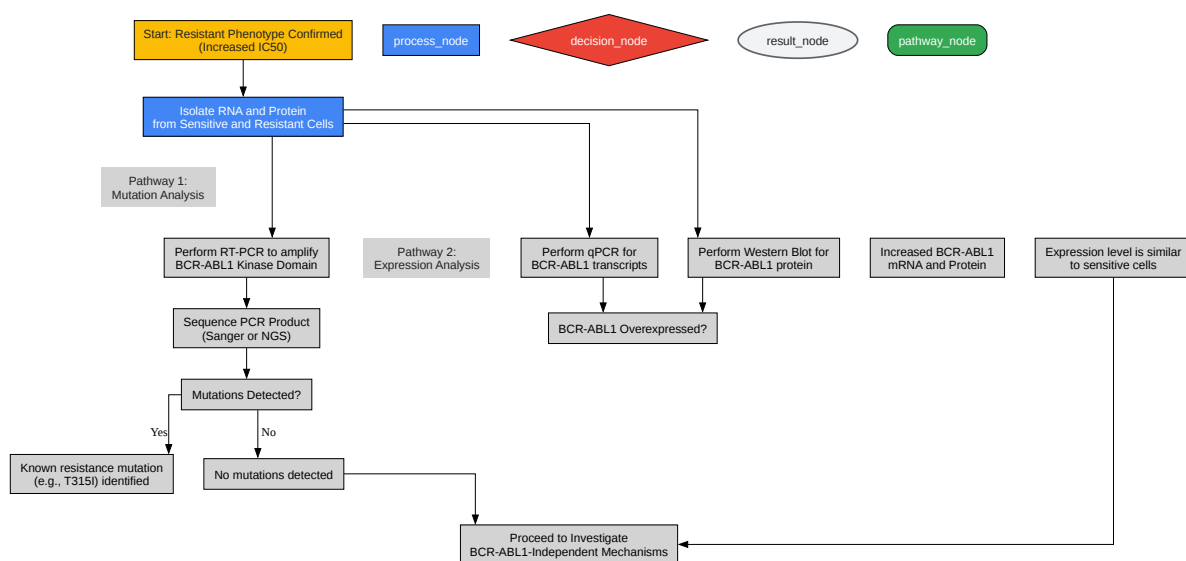 Start: Resistant Phenotype Confirmed
(Increased IC50)
process_node
decision_node
result_node
pathway_node
Isolate RNA and Protein
from Sensitive and Resistant Cells
Pathway 1:
Mutation Analysis
Perform RT-PCR to amplify
BCR-ABL1 Kinase Domain
Pathway 2:
Expression Analysis
Perform qPCR for
BCR-ABL1 transcripts
Perform Western Blot for
BCR-ABL1 protein
Increased BCR-ABL1
mRNA and Protein
Expression level is similar
to sensitive cells
Sequence PCR Product
(Sanger or NGS)
BCR-ABL1 Overexpressed?
Mutations Detected?
Yes
No
Known resistance mutation
(e.g., T315I) identified
No mutations detected
Proceed to Investigate
BCR-ABL1-Independent Mechanisms